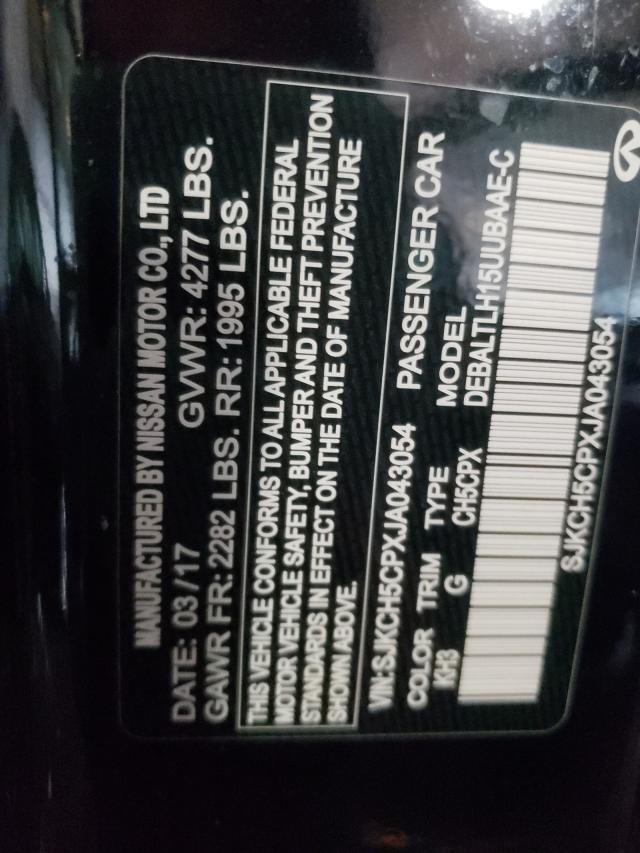 MANUFACTURED BY NISSAN MOTOR CO., LTD
DATE: 03 /17 GVWR: 4277 LBS.
GAWR FR: 2282 LBS. RR: 1995 LBS.
THIS VEHICLE CONFORMS TO ALL APPLICABLE FEDERAL
MOTOR VEHICLE SAFETY, BUMPER AND THEFT PREVENTION
STANDARDS IN EFFECT ON THE DATE OF MANUFACTURE
SHOWN ABOVE.
VIN:SJKCH5CPXJA043054 PASSENGER CAR
COLOR TRIM TYPE MODEL
KH3 G CH5CPX DEBALTLH15UUBAAE-C
SJKCH5CPXJA043054